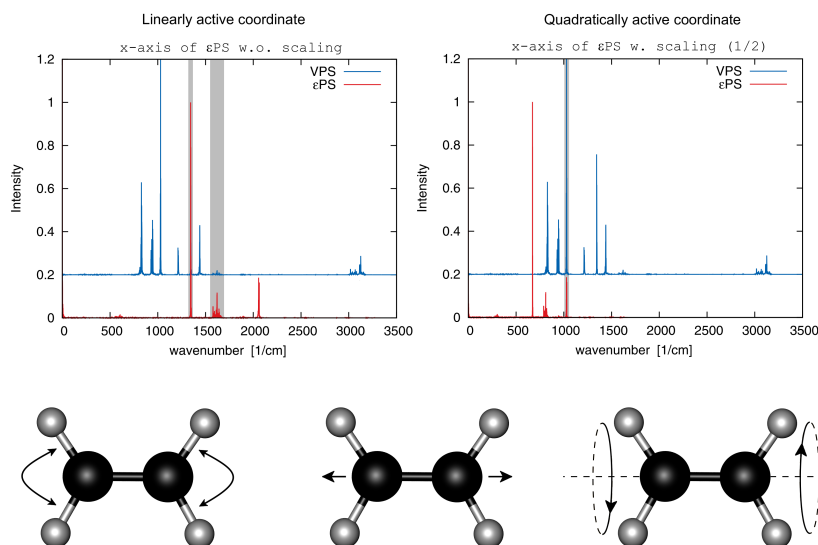 Linearly active coordinate
x-axis of εPS w.o. scaling
VPS
εPS
Intensity
1.2
1
0.8
0.6
0.4
0.2
0
0 500 1000 1500 2000 2500 3000 3500
wavenumber [1/cm]
Quadratically active coordinate
x-axis of εPS w. scaling (1/2)
VPS
εPS
Intensity
1.2
1
0.8
0.6
0.4
0.2
0
0 500 1000 1500 2000 2500 3000 3500
wavenumber [1/cm]